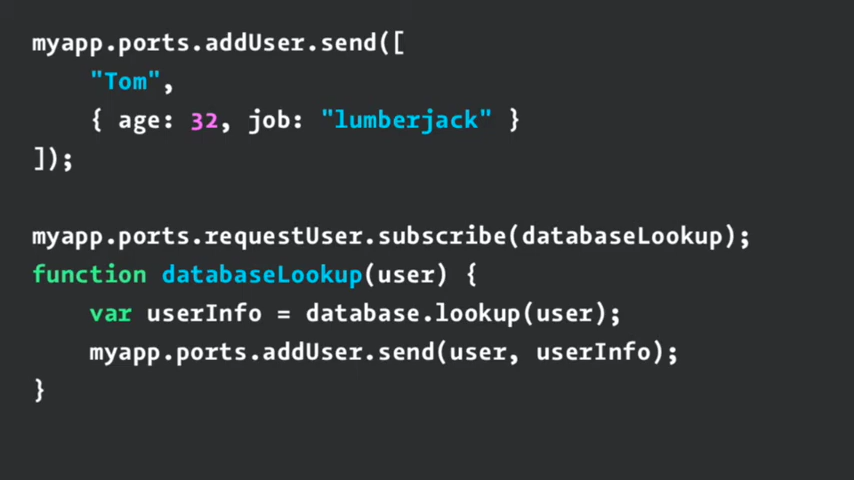 myapp.ports.addUser.send([
    "Tom",
    { age: 32, job: "lumberjack" }
]);
myapp.ports.requestUser.subscribe(databaseLookup);
function databaseLookup(user) {
    var userInfo = database.lookup(user);
    myapp.ports.addUser.send(user, userInfo);
}